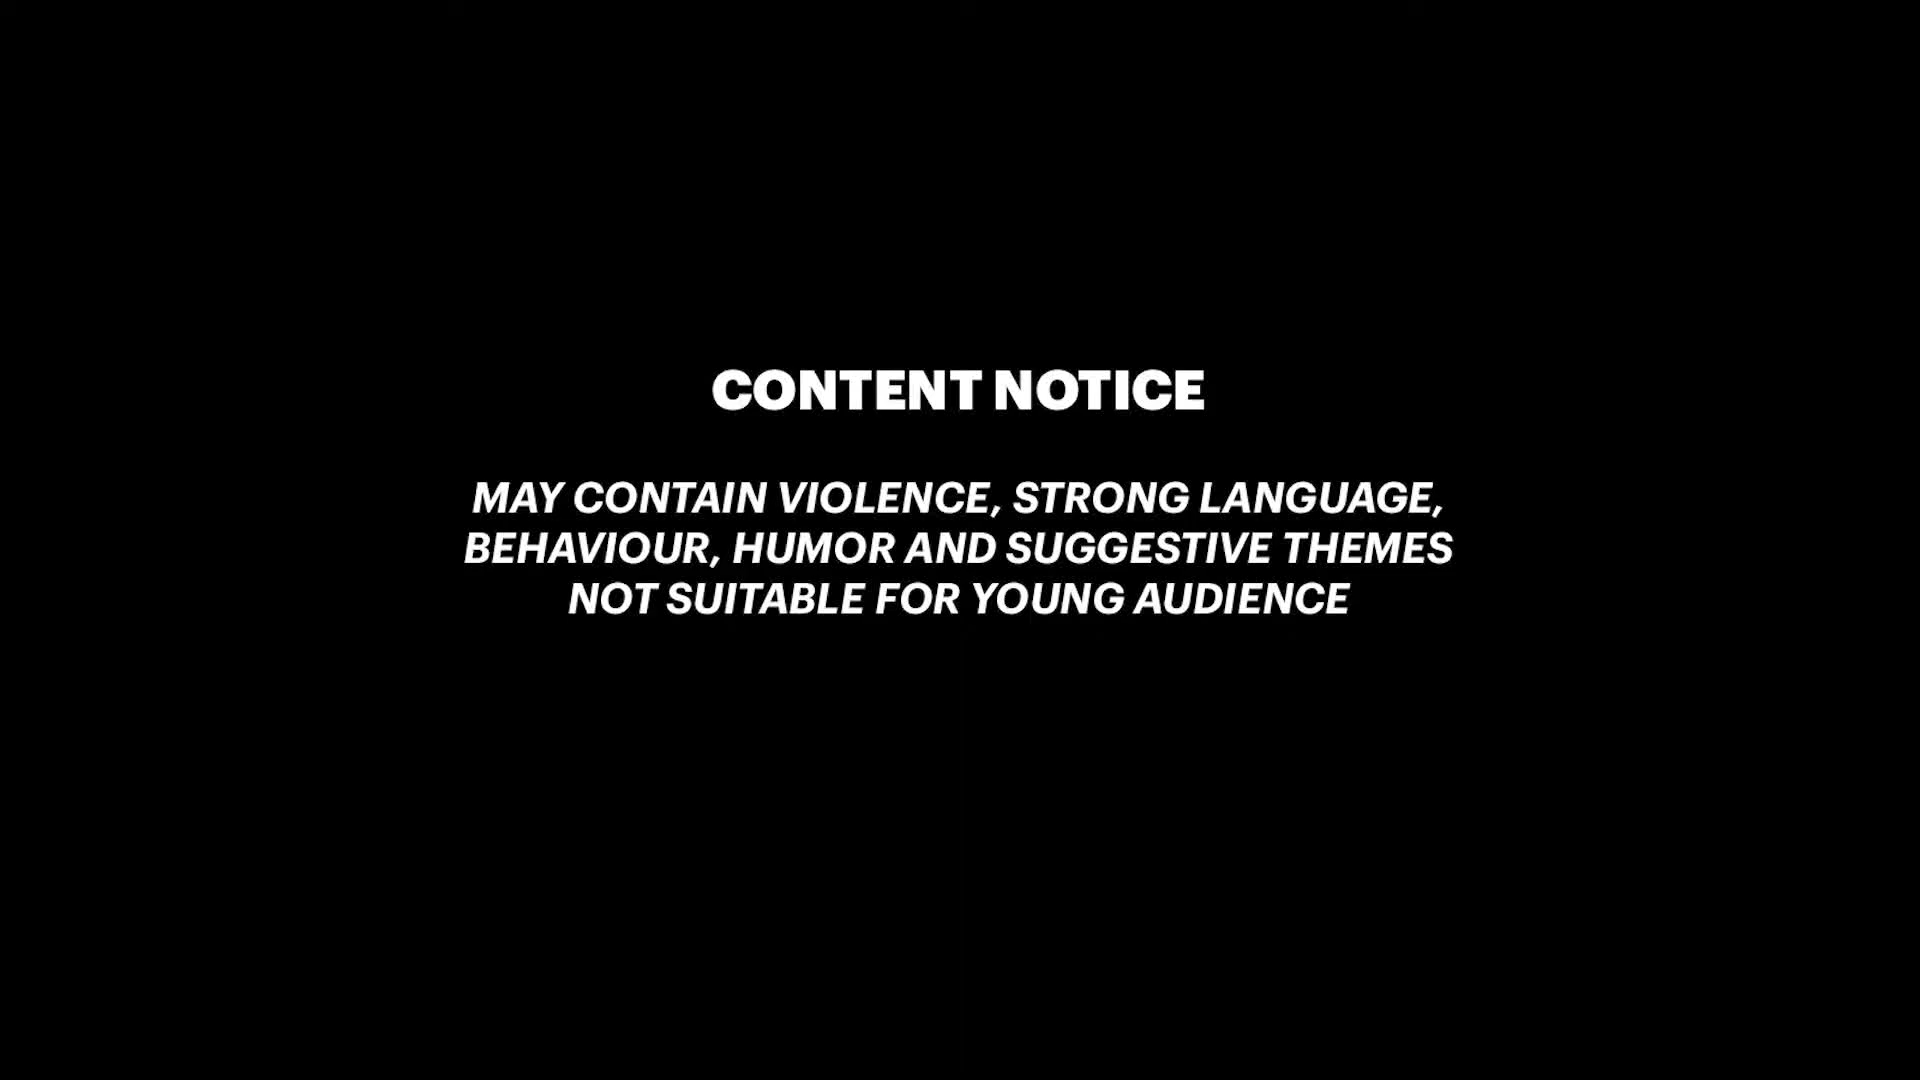 CONTENT NOTICE
MAY CONTAIN VIOLENCE, STRONG LANGUAGE,
BEHAVIOUR, HUMOR AND SUGGESTIVE THEMES
NOT SUITABLE FOR YOUNG AUDIENCE